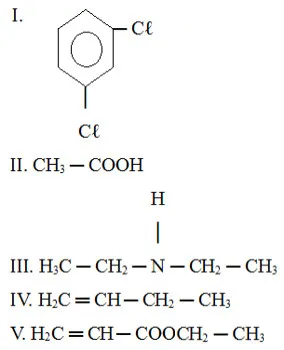 I.
Cℓ
Cℓ
II. CH₃ – COOH
H
|
III. H₃C – CH₂ – N – CH₂ – CH₃
IV. H₂C = CH – CH₂ – CH₃
V. H₂C = CH – COOCH₂ – CH₃